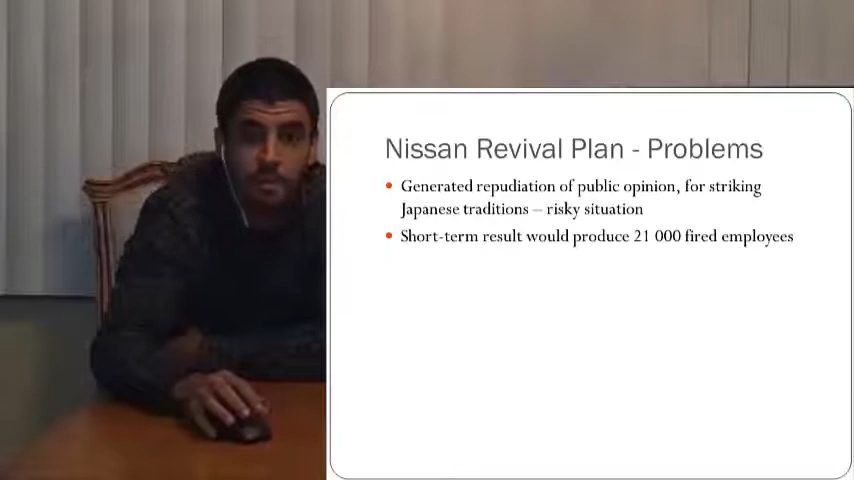 Nissan Revival Plan - Problems
Generated repudiation of public opinion, for striking
Japanese traditions – risky situation
Short-term result would produce 21 000 fired employees